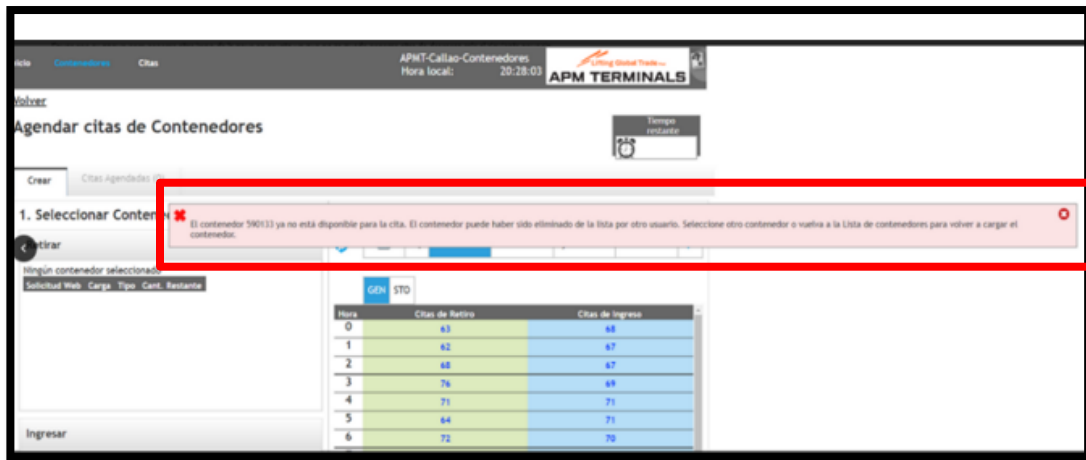 icio Contenedores Citas
APMT-Callao-Contenedores
Hora local: 20:28:03
Lifting Global Trade...
APM TERMINALS
Volver
Agendar citas de Contenedores
Tiempo
restante
Crear Citas Agendadas
1. Seleccionar Conten
El contenedor 590133 ya no está disponible para la cita. El contenedor puede haber sido eliminado de la lista por otro usuario. Seleccione otro contenedor o vuelva a la Lista de contenedores para volver a cargar el
contenedor.
etirar
Ningún contenedor seleccionado
Solicitud Web Carga Tipo Cant. Restante
GEN STD
Hora Citas de Retiro Citas de Ingreso
0 63 68
1 62 67
2 68 67
3 76 69
4 71 71
5 64 71
6 72 70
Ingresar